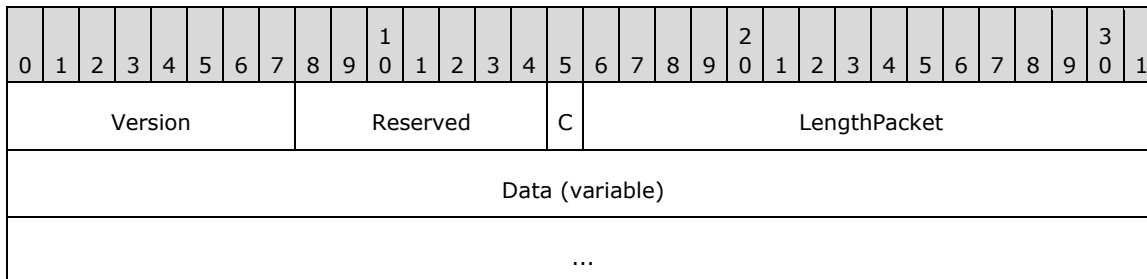 1 2 3
0 1 2 3 4 5 6 7 8 9 0 1 2 3 4 5 6 7 8 9 0 1 2 3 4 5 6 7 8 9 0 1
Version Reserved C LengthPacket
Data (variable)
...